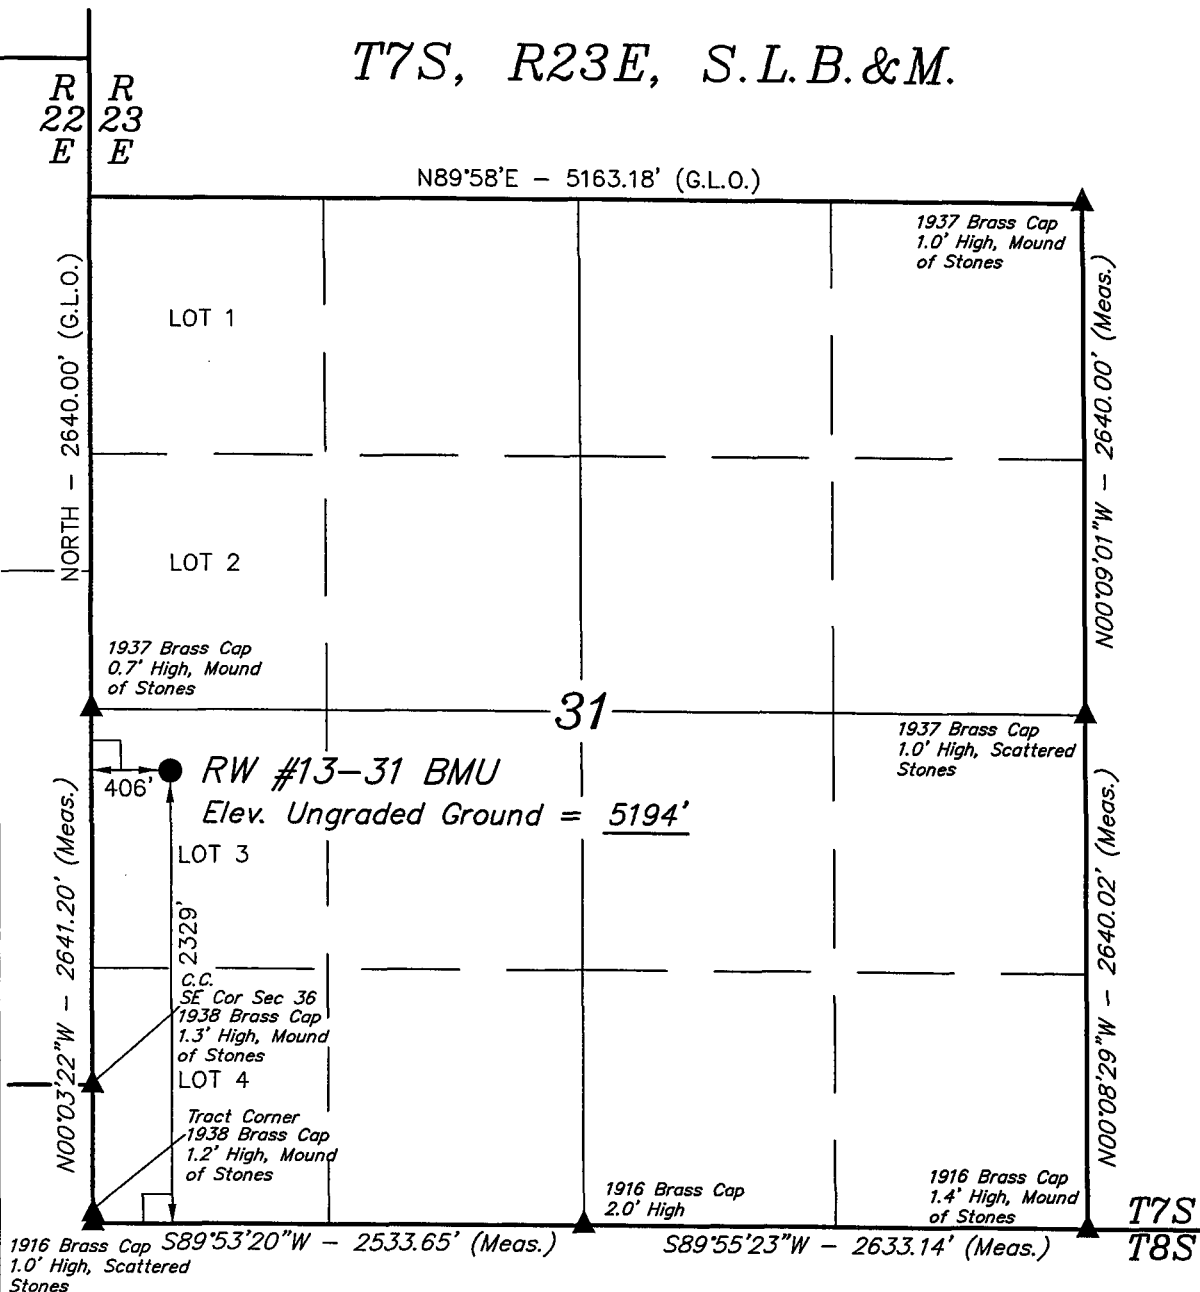 T7S, R23E, S.L.B.&M.
R R
22 23
E E
N89°58'E - 5163.18' (G.L.O.)
1937 Brass Cap
1.0' High, Mound
of Stones
NORTH - 2640.00' (G.L.O.)
N00°09'01"W - 2640.00' (Meas.)
LOT 1
LOT 2
1937 Brass Cap
0.7' High, Mound
of Stones
31
1937 Brass Cap
1.0' High, Scattered
Stones
406'
RW #13-31 BMU
Elev. Ungraded Ground = 5194'
LOT 3
2329'
N00°03'22"W - 2641.20' (Meas.)
N00°08'29"W - 2640.02' (Meas.)
C.C.
SE Cor Sec 36
1938 Brass Cap
1.3' High, Mound
of Stones
LOT 4
Tract Corner
1938 Brass Cap
1.2' High, Mound
of Stones
1916 Brass Cap
2.0' High
1916 Brass Cap
1.4' High, Mound
of Stones
T7S
T8S
1916 Brass Cap
1.0' High, Scattered
Stones
S89°53'20"W - 2533.65' (Meas.)
S89°55'23"W - 2633.14' (Meas.)